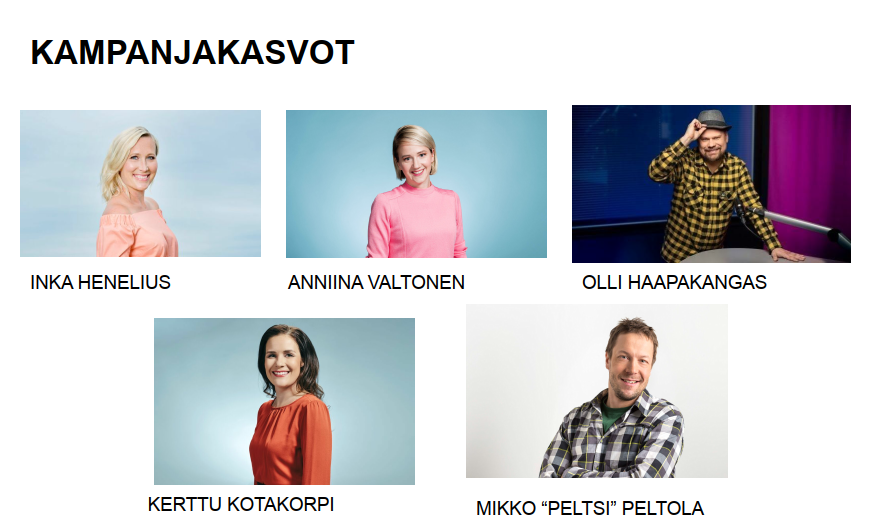 KAMPANJAKASVOT
INKA HENELIUS
ANNIINA VALTONEN
OLLI HAAPAKANGAS
KERTTU KOTAKORPI
MIKKO “PELTSI” PELTOLA